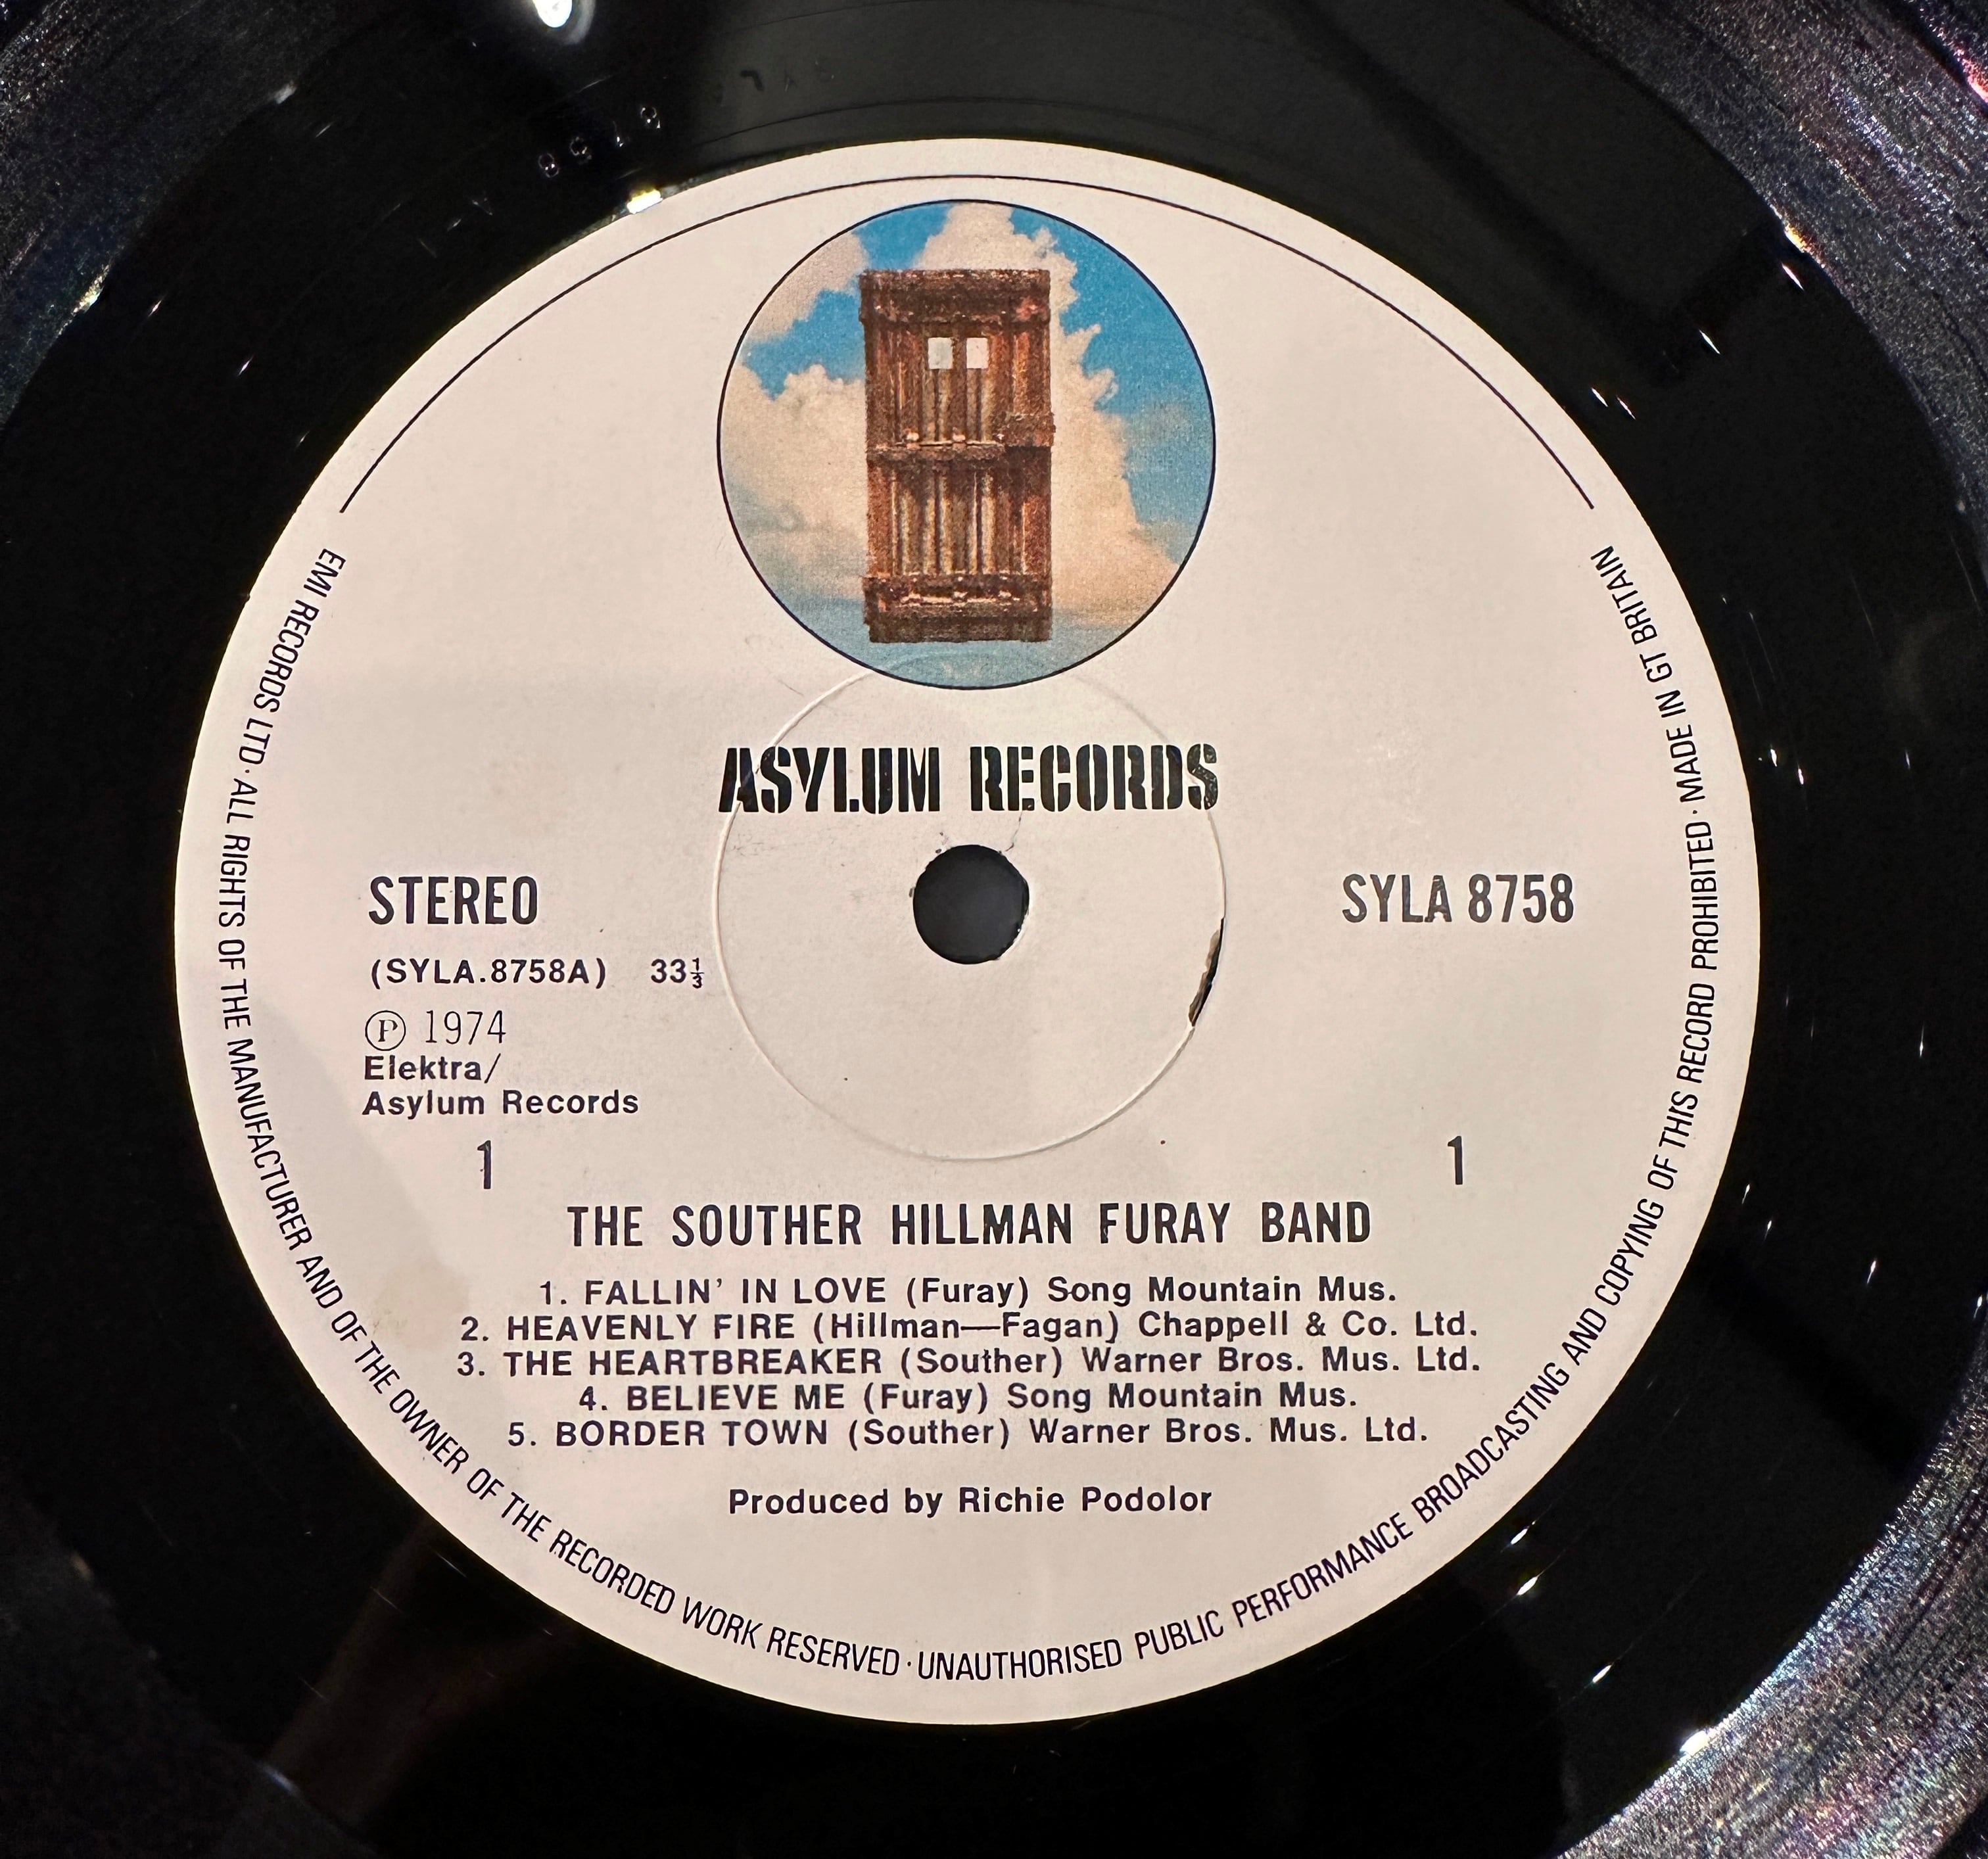 ASYLUM RECORDS
STEREO
SYLA 8758
(SYLA.8758A) 33⅓
Ⓟ 1974
Elektra/
Asylum Records
1 1
THE SOUTHER HILLMAN FURAY BAND
1. FALLIN' IN LOVE (Furay) Song Mountain Mus.
2. HEAVENLY FIRE (Hillman—Fagan) Chappell & Co. Ltd.
3. THE HEARTBREAKER (Souther) Warner Bros. Mus. Ltd.
4. BELIEVE ME (Furay) Song Mountain Mus.
5. BORDER TOWN (Souther) Warner Bros. Mus. Ltd.
Produced by Richie Podolor
EMI RECORDS LTD · ALL RIGHTS OF THE MANUFACTURER AND OF THE OWNER OF THE RECORDED WORK RESERVED · UNAUTHORISED PUBLIC PERFORMANCE BROADCASTING AND COPYING OF THIS RECORD PROHIBITED · MADE IN GT BRITAIN